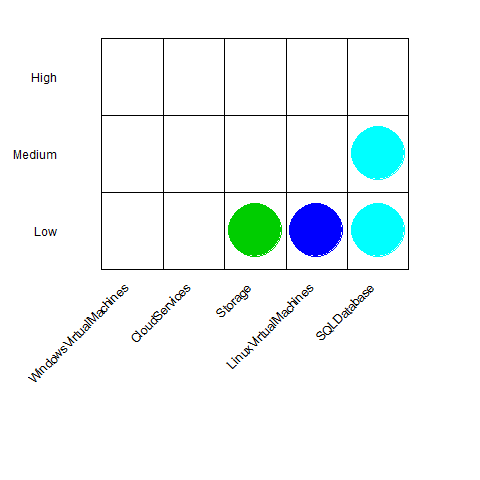 High
Medium
Low
WindowsVirtualMachines
CloudServices
Storage
LinuxVirtualMachines
SQLDatabase